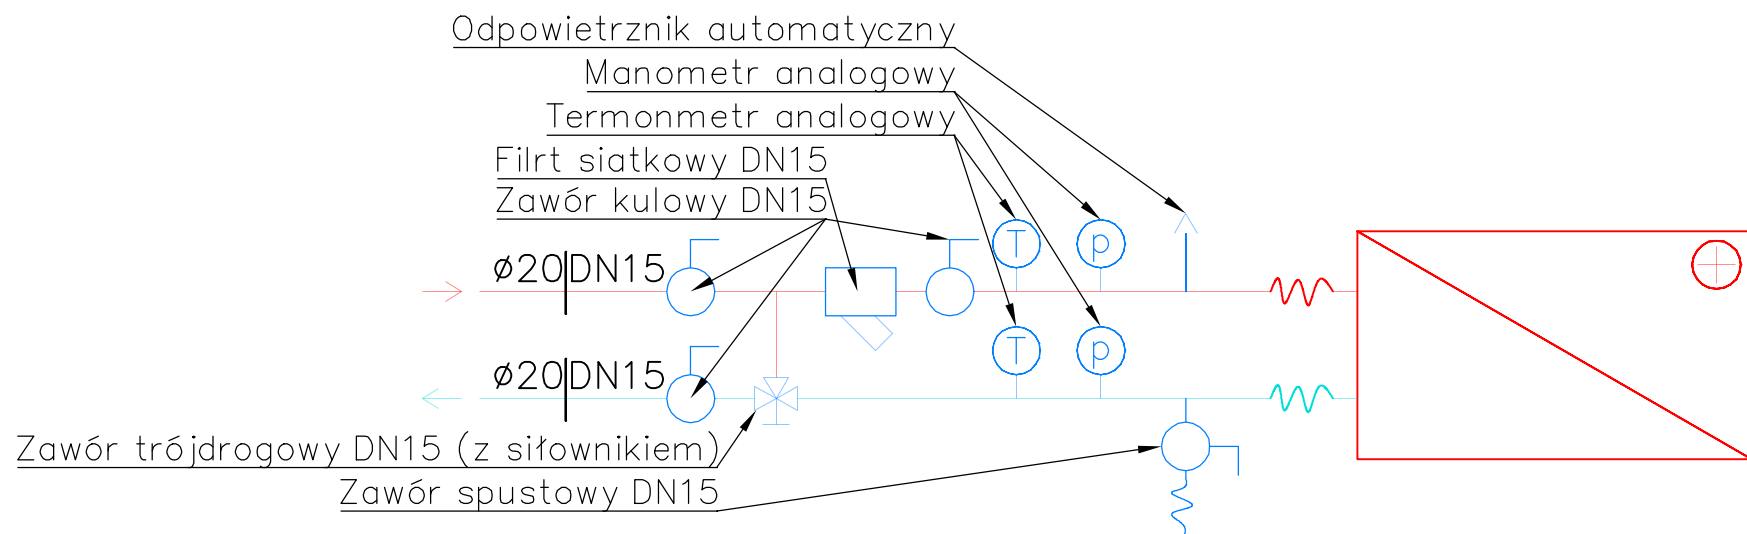 Odpowietrznik automatyczny
Manometr analogowy
Termonmetr analogowy
Filrt siatkowy DN15
Zawór kulowy DN15
T p
ø20 DN15
T p
ø20 DN15
Zawór trójdrogowy DN15 (z siłownikiem)
Zawór spustowy DN15